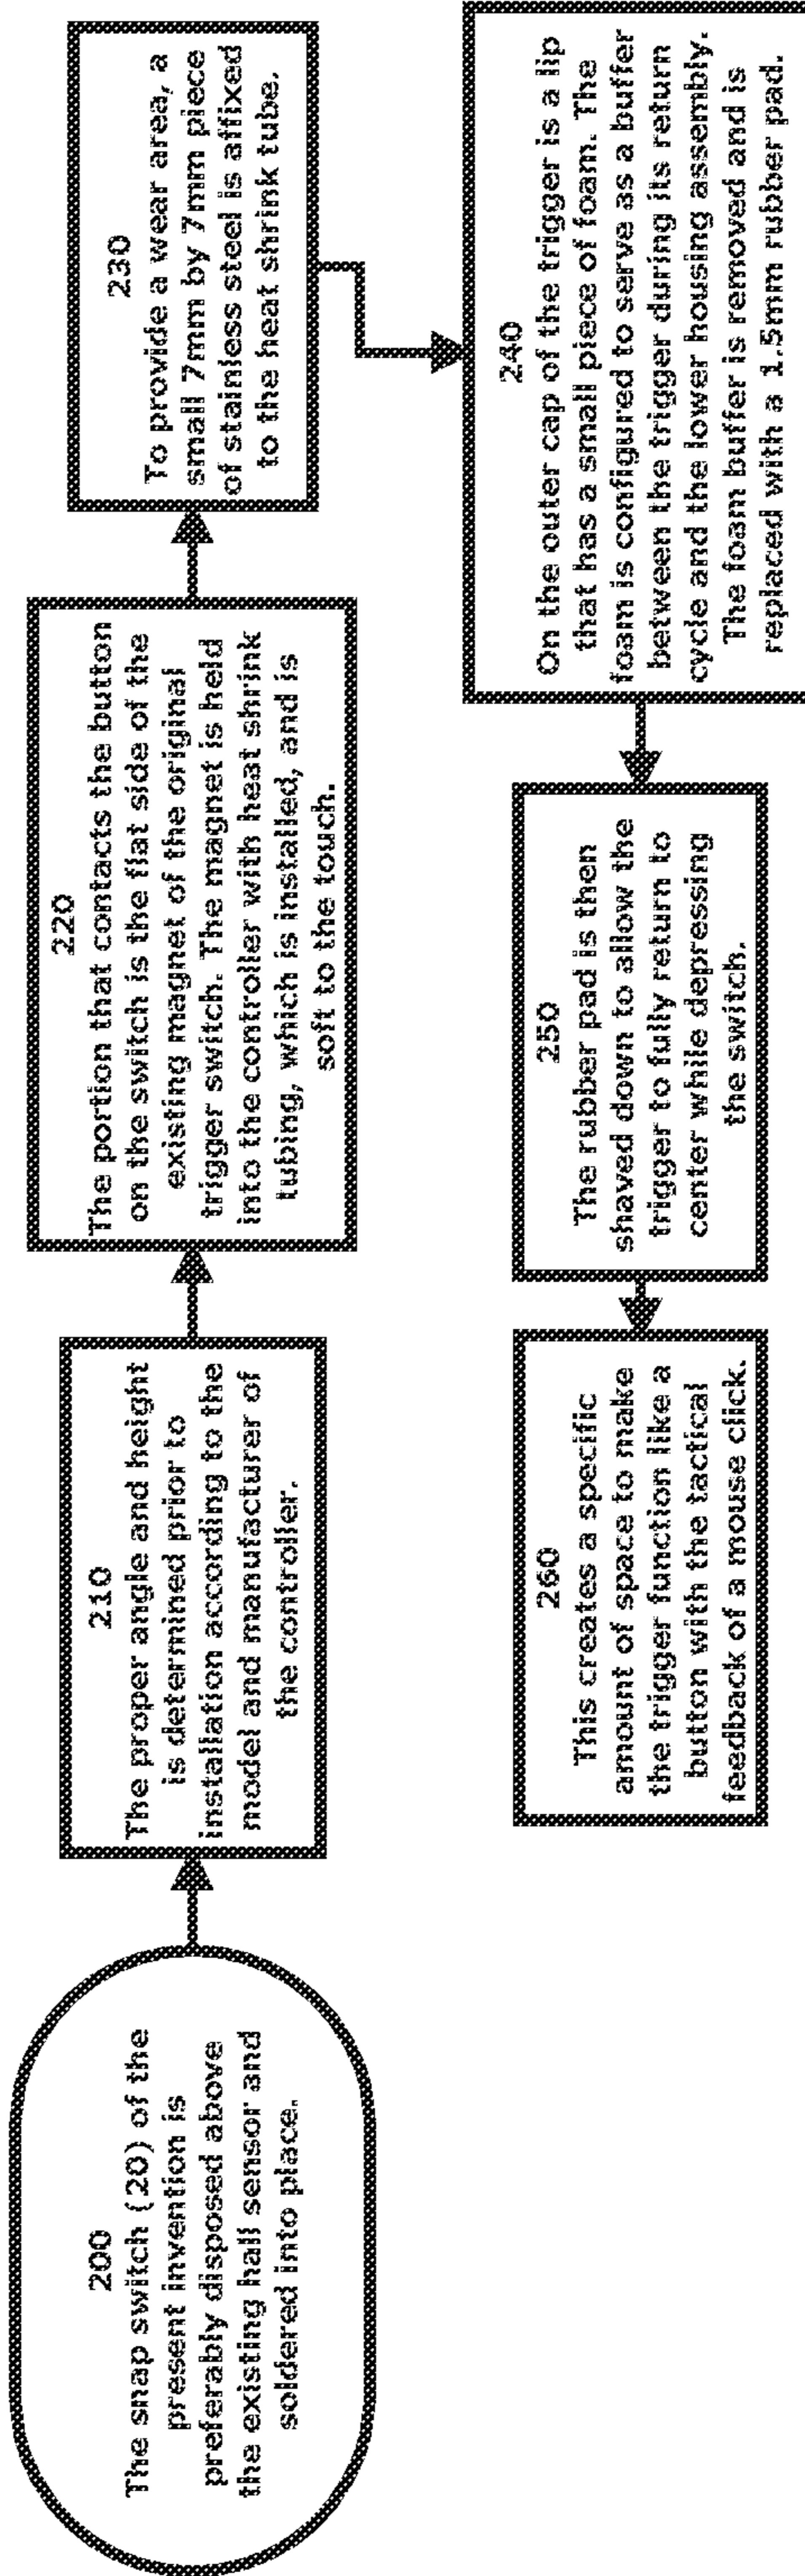 200
The snap switch (20) of the
present invention is
preferably disposed above
the existing hall sensor and
soldered into place.
210
The proper angle and height
is determined prior to
installation according to the
model and manufacturer of
the controller.
220
The portion that contacts the button
on the switch is the flat side of the
existing magnet of the original
trigger switch. The magnet is held
into the controller with heat shrink
tubing, which is installed, and is
soft to the touch.
230
To provide a wear area, a
small 7mm by 7mm piece
of stainless steel is affixed
to the heat shrink tube.
240
On the outer cap of the trigger is a lip
that has a small piece of foam. The
foam is configured to serve as a buffer
between the trigger during its return
cycle and the lower housing assembly.
The foam buffer is removed and is
replaced with a 1.5mm rubber pad.
250
The rubber pad is then
shaved down to allow the
trigger to fully return to
center while depressing
the switch.
260
This creates a specific
amount of space to make
the trigger function like a
button with the tactical
feedback of a mouse click.